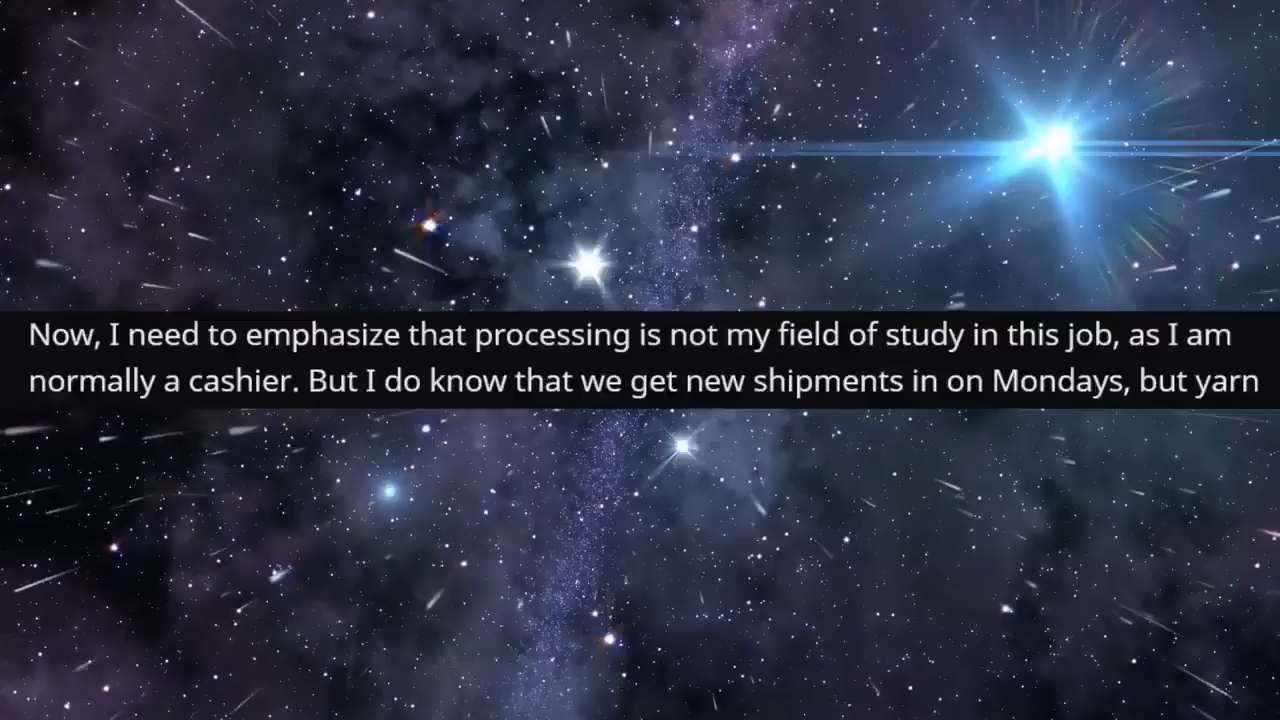 Now, I need to emphasize that processing is not my field of study in this job, as I am
normally a cashier. But I do know that we get new shipments in on Mondays, but yarn